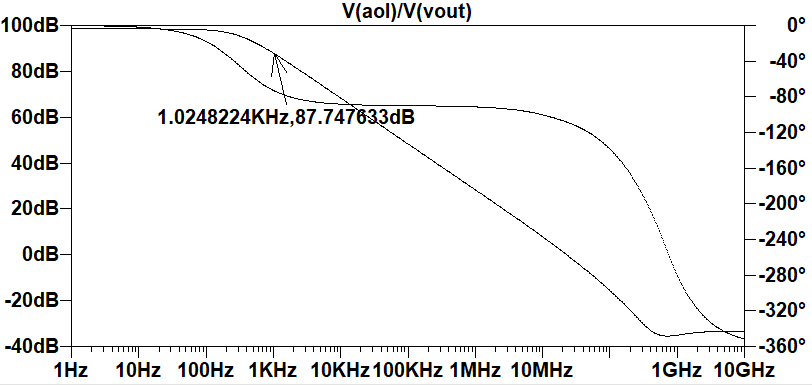 V(aol)/V(vout)
100dB 0°
80dB -40°
60dB -80°
40dB -120°
20dB -160°
0dB -200°
-20dB -240°
-40dB -280°
-320°
-360°
1.0248224KHz,87.747633dB
1Hz 10Hz 100Hz 1KHz 10KHz 100KHz 1MHz 10MHz 1GHz 10GHz